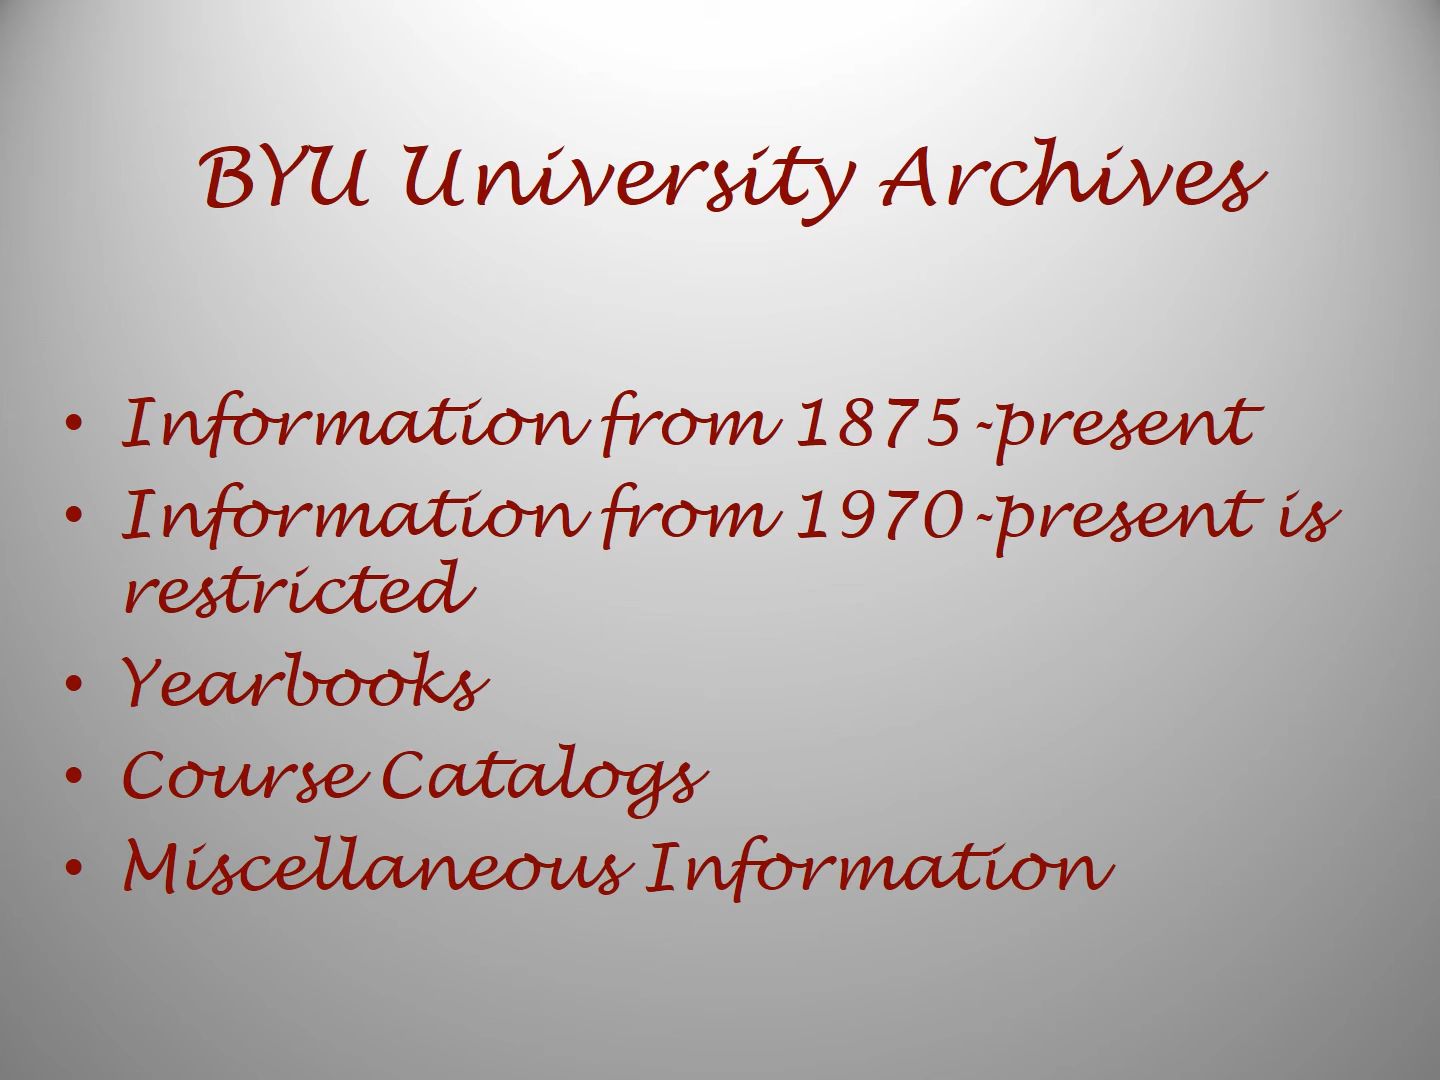 BYU University Archives
• Information from 1875-present
• Information from 1970-present is
restricted
• Yearbooks
• Course Catalogs
• Miscellaneous Information